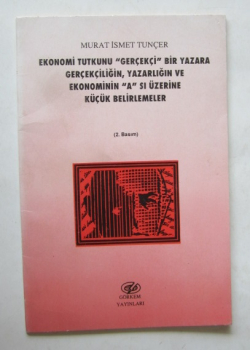 MURAT İSMET TUNÇER
EKONOMİ TUTKUNU "GERÇEKÇİ" BİR YAZARA
GERÇEKÇİLİĞİN, YAZARLIĞIN VE
EKONOMİNİN "A" SI ÜZERİNE
KÜÇÜK BELİRLEMELER
(2. Basım)
GÖRKEM
YAYINLARI